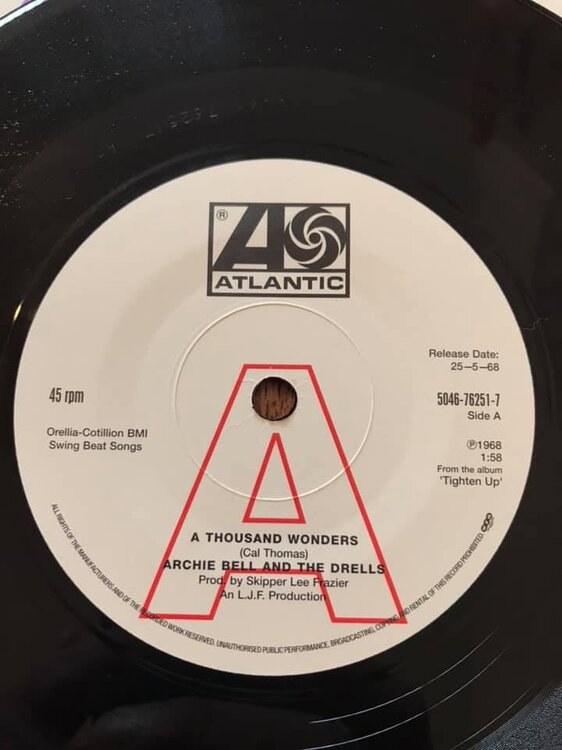 ®
ATLANTIC
45 rpm
Orellia-Cotillion BMI
Swing Beat Songs
Release Date:
25–5–68
5046-76251-7
Side A
Ⓟ1968
1:58
From the album
'Tighten Up'
A
A THOUSAND WONDERS
(Cal Thomas)
ARCHIE BELL AND THE DRELLS
Prod. by Skipper Lee Frazier
An L.J.F. Production
ALL RIGHTS OF THE MANUFACTURERS AND OF THE RECORDED WORK RESERVED. UNAUTHORISED PUBLIC PERFORMANCE, BROADCASTING, COPYING AND RENTAL OF THIS RECORD PROHIBITED.